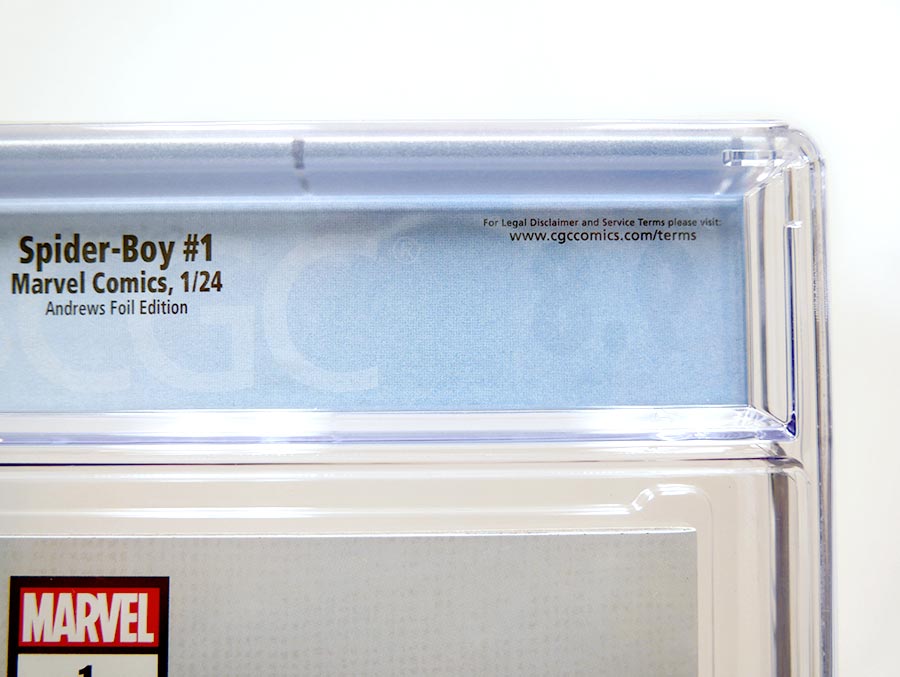 Spider-Boy #1
Marvel Comics, 1/24
Andrews Foil Edition
For Legal Disclaimer and Service Terms please visit:
www.cgccomics.com/terms
CGC®
MARVEL
1